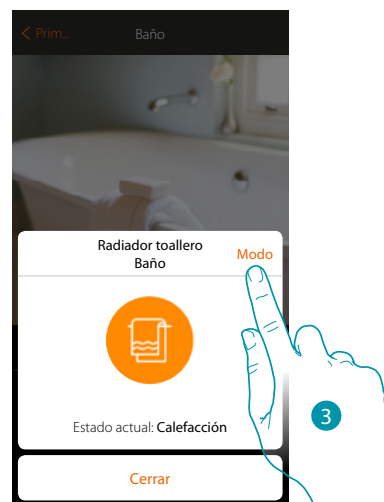 < Prim... Baño
Radiador toallero
Baño
Modo
Estado actual: Calefacción
3
Cerrar